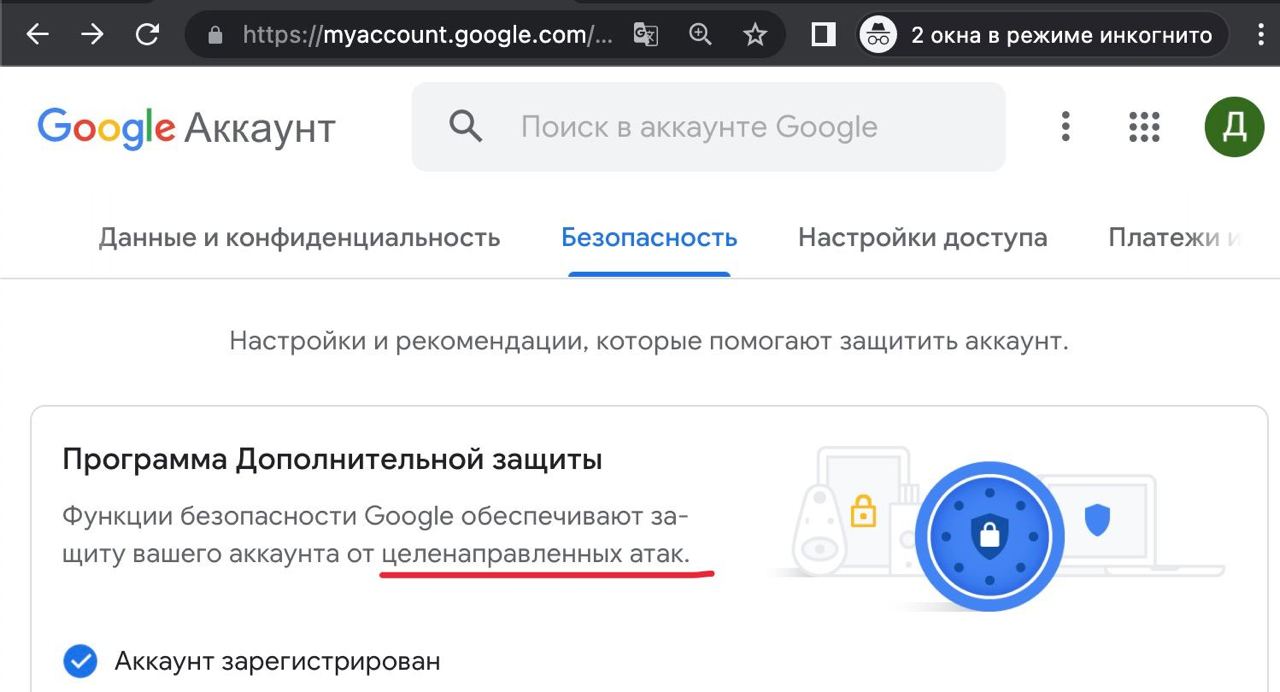 https://myaccount.google.com/... 2 окна в режиме инкогнито
Google Аккаунт Поиск в аккаунте Google Д
Данные и конфиденциальность Безопасность Настройки доступа Платежи и
Настройки и рекомендации, которые помогают защитить аккаунт.
Программа Дополнительной защиты
Функции безопасности Google обеспечивают за-
щиту вашего аккаунта от целенаправленных атак.
Аккаунт зарегистрирован